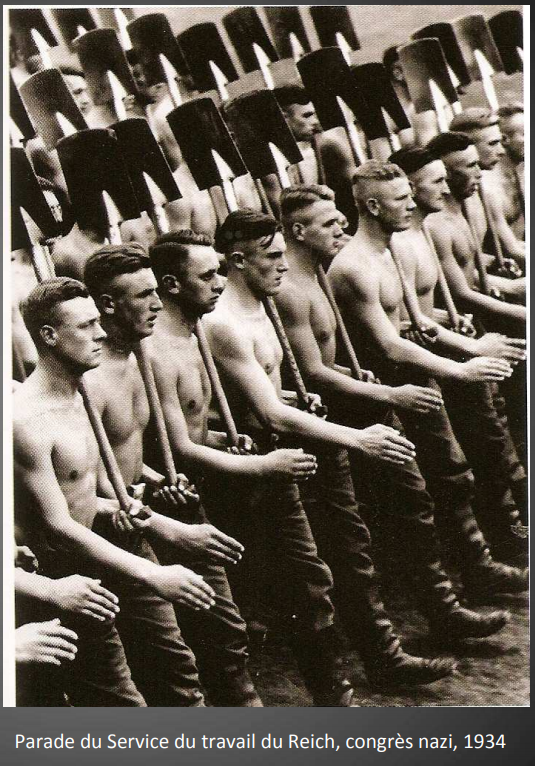 Parade du Service du travail du Reich, congrès nazi, 1934